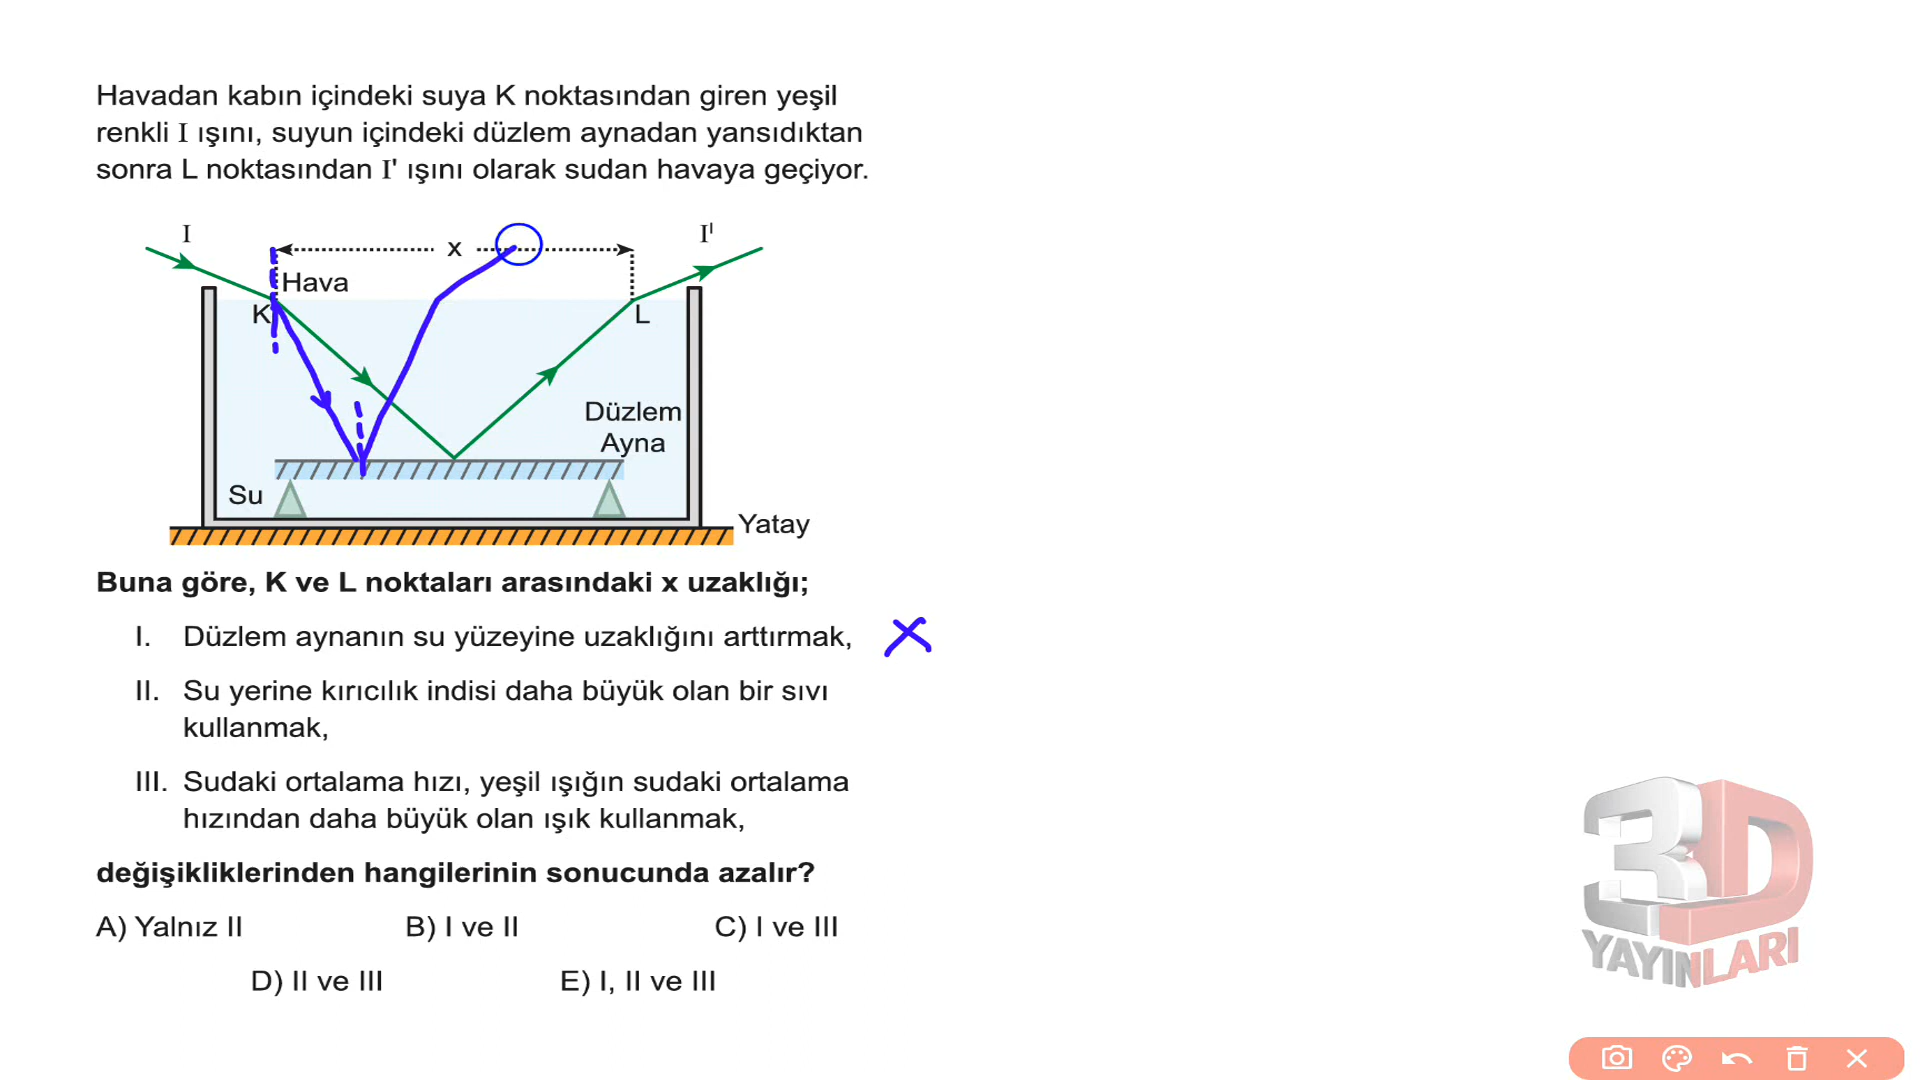 Havadan kabın içindeki suya K noktasından giren yeşil
renkli I ışını, suyun içindeki düzlem aynadan yansıdıktan
sonra L noktasından I' ışını olarak sudan havaya geçiyor.
I
x
I'
Hava
K
L
Düzlem
Ayna
Su
Yatay
Buna göre, K ve L noktaları arasındaki x uzaklığı;
I. Düzlem aynanın su yüzeyine uzaklığını arttırmak,
II. Su yerine kırıcılık indisi daha büyük olan bir sıvı
kullanmak,
III. Sudaki ortalama hızı, yeşil ışığın sudaki ortalama
hızından daha büyük olan ışık kullanmak,
değişikliklerinden hangilerinin sonucunda azalır?
A) Yalnız II B) I ve II C) I ve III
D) II ve III E) I, II ve III
3D
YAYINLARI